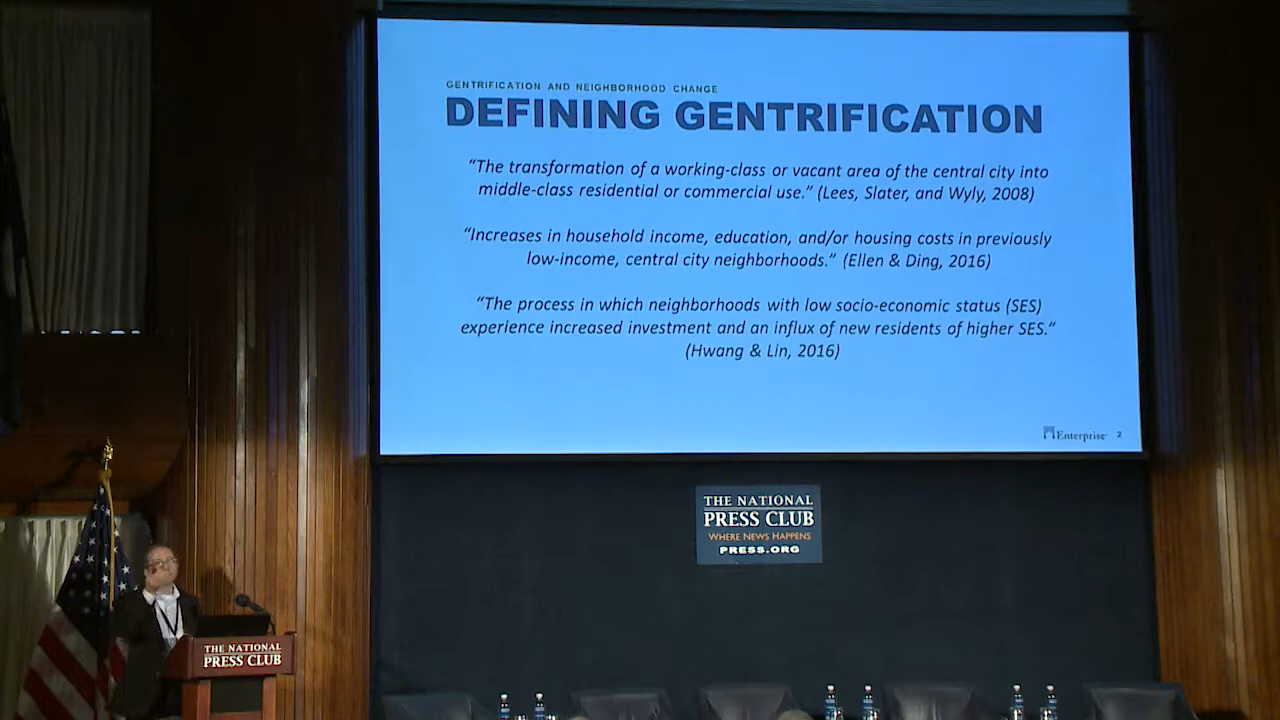 GENTRIFICATION AND NEIGHBORHOOD CHANGE
DEFINING GENTRIFICATION
“The transformation of a working-class or vacant area of the central city into
middle-class residential or commercial use.” (Lees, Slater, and Wyly, 2008)
“Increases in household income, education, and/or housing costs in previously
low-income, central city neighborhoods.” (Ellen & Ding, 2016)
“The process in which neighborhoods with low socio-economic status (SES)
experience increased investment and an influx of new residents of higher SES.”
(Hwang & Lin, 2016)
Enterprise 2
THE NATIONAL
PRESS CLUB
WHERE NEWS HAPPENS
PRESS.ORG
THE NATIONAL
PRESS CLUB